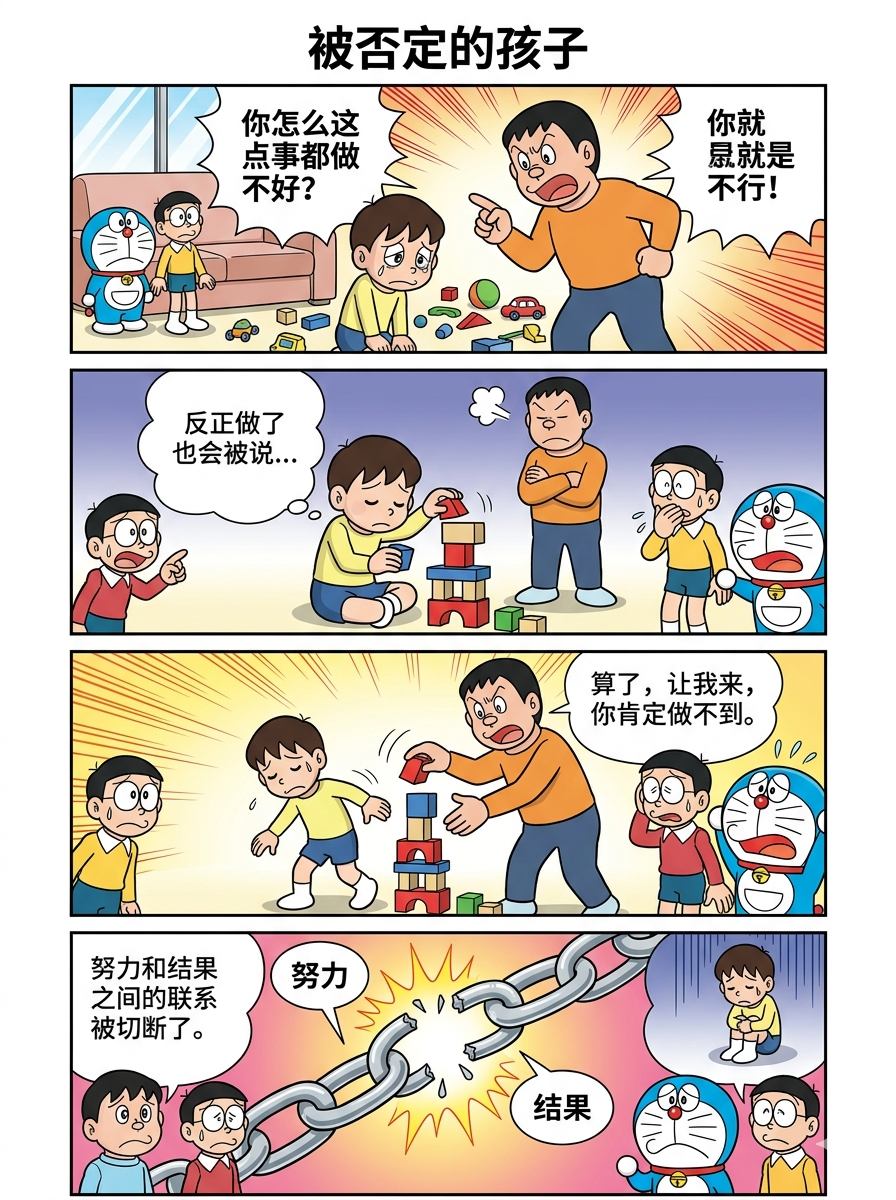 被否定的孩子
你怎么这
点事都做
不好？
你就
就是
不行！
反正做了
也会被说…
算了，让我来，
你肯定做不到。
努力和结果
之间的联系
被切断了。
努力
结果